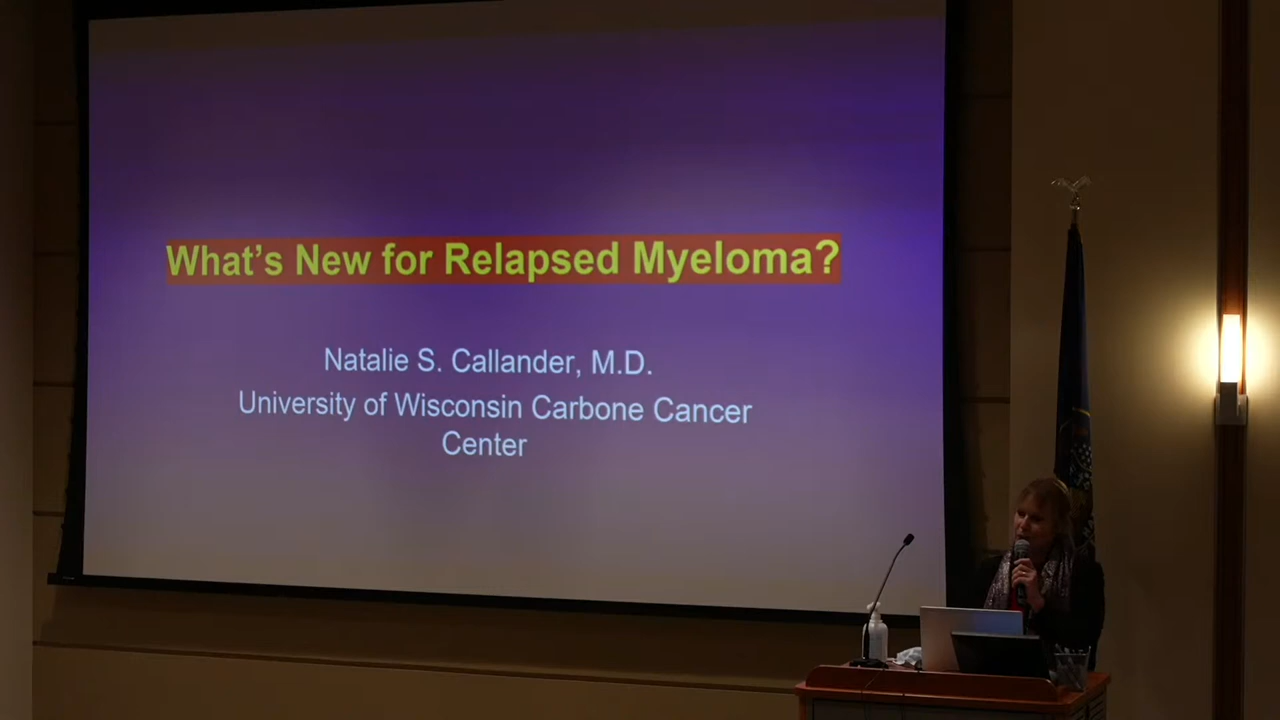 What's New for Relapsed Myeloma?
Natalie S. Callander, M.D.
University of Wisconsin Carbone Cancer
Center